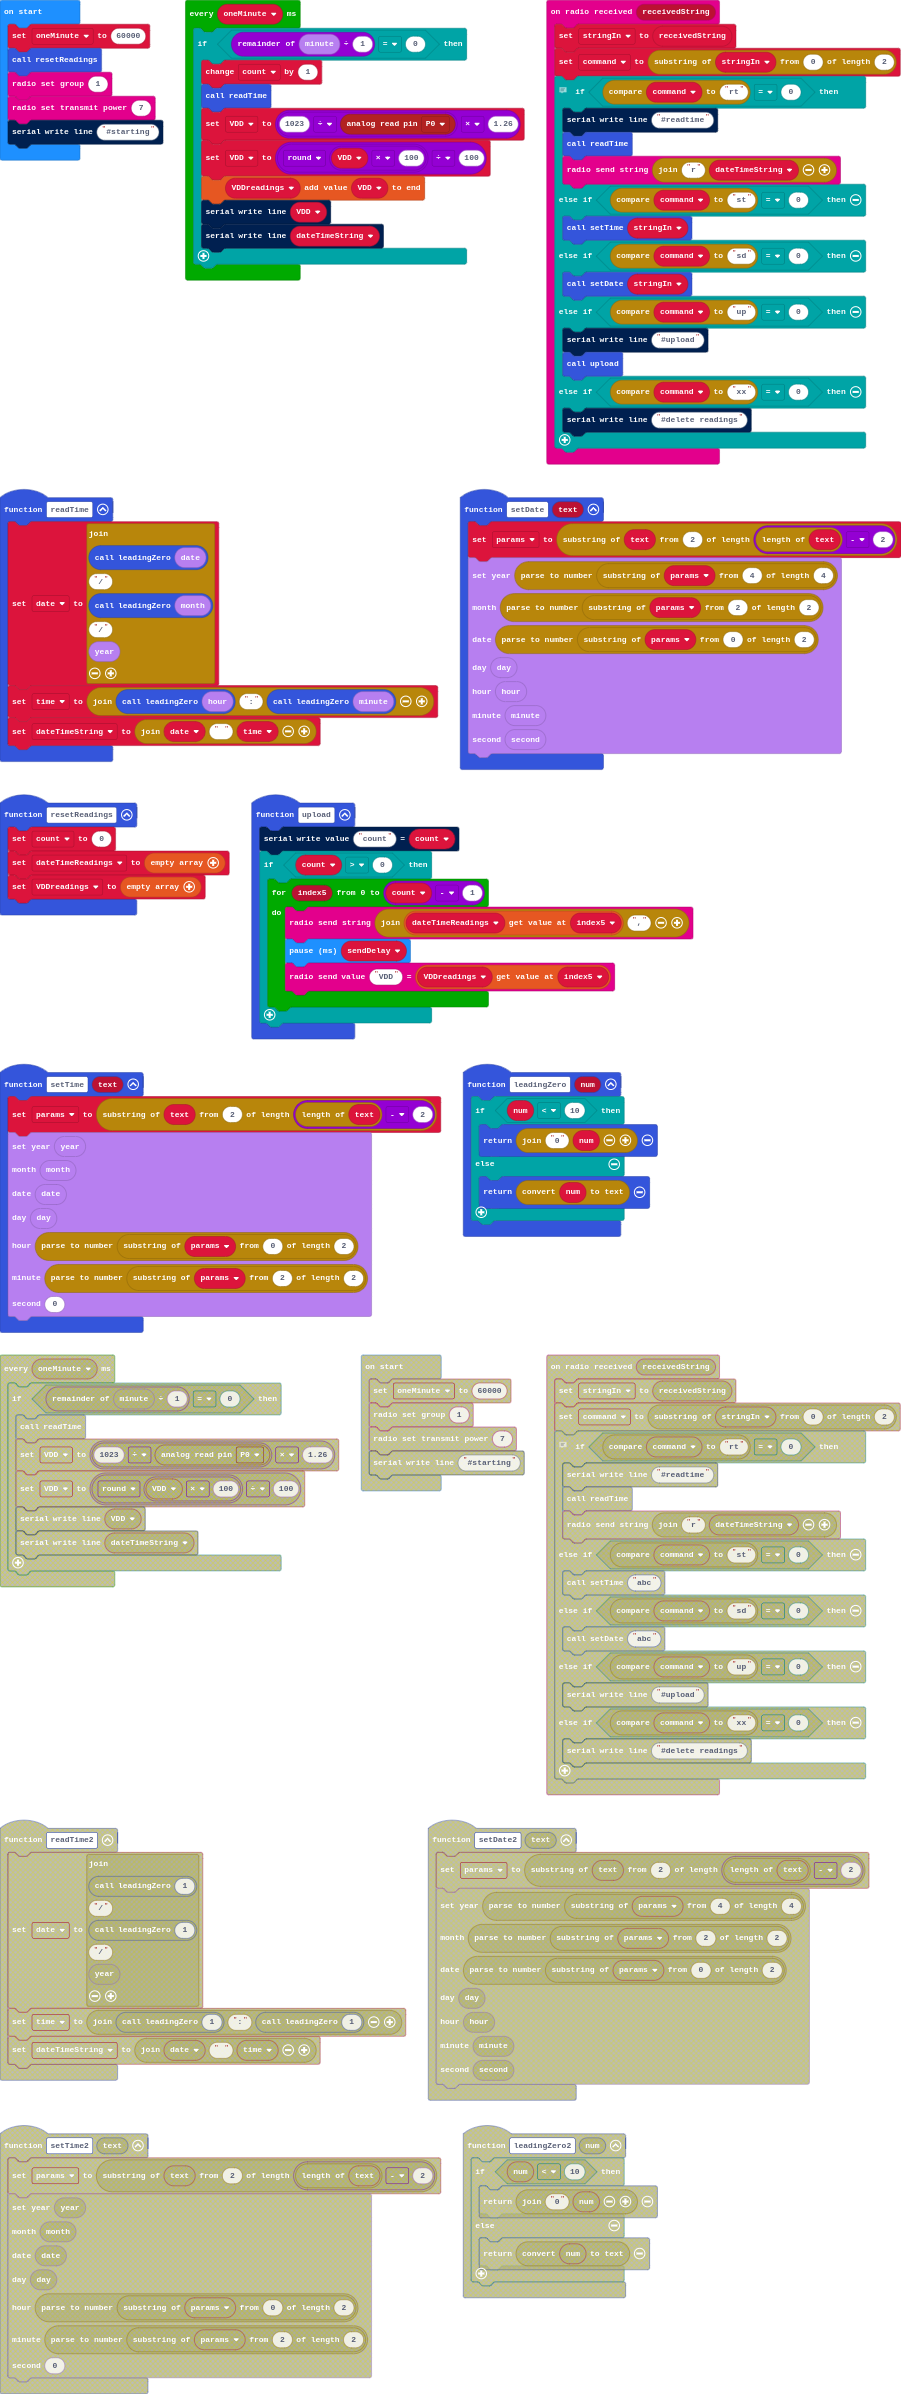 on start
set oneMinute to 60000
call resetReadings
radio set group 1
radio set transmit power 7
serial write line "#starting"
every oneMinute ms
if remainder of minute ÷ 1 = 0 then
change count by 1
call readTime
set VDD to 1023 ÷ analog read pin P0 × 1.26
set VDD to round VDD × 100 ÷ 100
VDDreadings add value VDD to end
serial write line VDD
serial write line dateTimeString
on radio received receivedString
set stringIn to receivedString
set command to substring of stringIn from 0 of length 2
if compare command to "rt" = 0 then
serial write line "#readtime"
call readTime
radio send string join "r" dateTimeString
else if compare command to "st" = 0 then
call setTime stringIn
else if compare command to "sd" = 0 then
call setDate stringIn
else if compare command to "up" = 0 then
serial write line "#upload"
call upload
else if compare command to "xx" = 0 then
serial write line "#delete readings"
function readTime
set date to join
call leadingZero date
"/"
call leadingZero month
"/"
year
set time to join call leadingZero hour ":" call leadingZero minute
set dateTimeString to join date " " time
function setDate text
set params to substring of text from 2 of length length of text - 2
set year parse to number substring of params from 4 of length 4
month parse to number substring of params from 2 of length 2
date parse to number substring of params from 0 of length 2
day day
hour hour
minute minute
second second
function resetReadings
set count to 0
set dateTimeReadings to empty array
set VDDreadings to empty array
function upload
serial write value "count" = count
if count > 0 then
for index5 from 0 to count - 1
do
radio send string join dateTimeReadings get value at index5 ","
pause (ms) sendDelay
radio send value "VDD" = VDDreadings get value at index5
function setTime text
set params to substring of text from 2 of length length of text - 2
set year year
month month
date date
day day
hour parse to number substring of params from 0 of length 2
minute parse to number substring of params from 2 of length 2
second 0
function leadingZero num
if num < 10 then
return join "0" num
else
return convert num to text
every oneMinute ms
if remainder of minute ÷ 1 = 0 then
call readTime
set VDD to 1023 ÷ analog read pin P0 × 1.26
set VDD to round VDD × 100 ÷ 100
serial write line VDD
serial write line dateTimeString
on start
set oneMinute to 60000
radio set group 1
radio set transmit power 7
serial write line "#starting"
on radio received receivedString
set stringIn to receivedString
set command to substring of stringIn from 0 of length 2
if compare command to "rt" = 0 then
serial write line "#readtime"
call readTime
radio send string join "r" dateTimeString
else if compare command to "st" = 0 then
call setTime "abc"
else if compare command to "sd" = 0 then
call setDate "abc"
else if compare command to "up" = 0 then
serial write line "#upload"
else if compare command to "xx" = 0 then
serial write line "#delete readings"
function readTime2
set date to join
call leadingZero 1
"/"
call leadingZero 1
"/"
year
set time to join call leadingZero 1 ":" call leadingZero 1
set dateTimeString to join date " " time
function setDate2 text
set params to substring of text from 2 of length length of text - 2
set year parse to number substring of params from 4 of length 4
month parse to number substring of params from 2 of length 2
date parse to number substring of params from 0 of length 2
day day
hour hour
minute minute
second second
function setTime2 text
set params to substring of text from 2 of length length of text - 2
set year year
month month
date date
day day
hour parse to number substring of params from 0 of length 2
minute parse to number substring of params from 2 of length 2
second 0
function leadingZero2 num
if num < 10 then
return join "0" num
else
return convert num to text